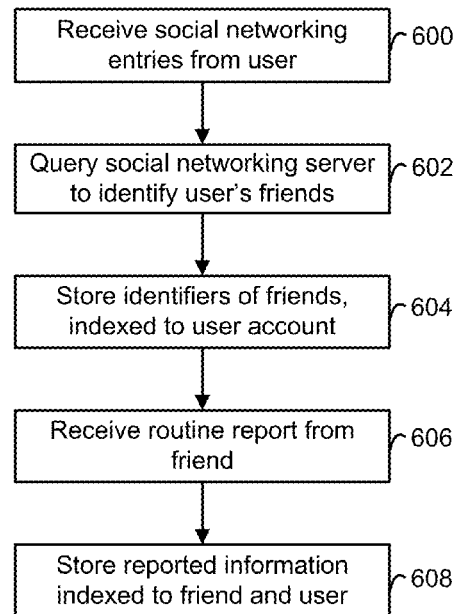 Receive social networking
entries from user
600
Query social networking server
to identify user's friends
602
Store identifiers of friends,
indexed to user account
604
Receive routine report from
friend
606
Store reported information
indexed to friend and user
608